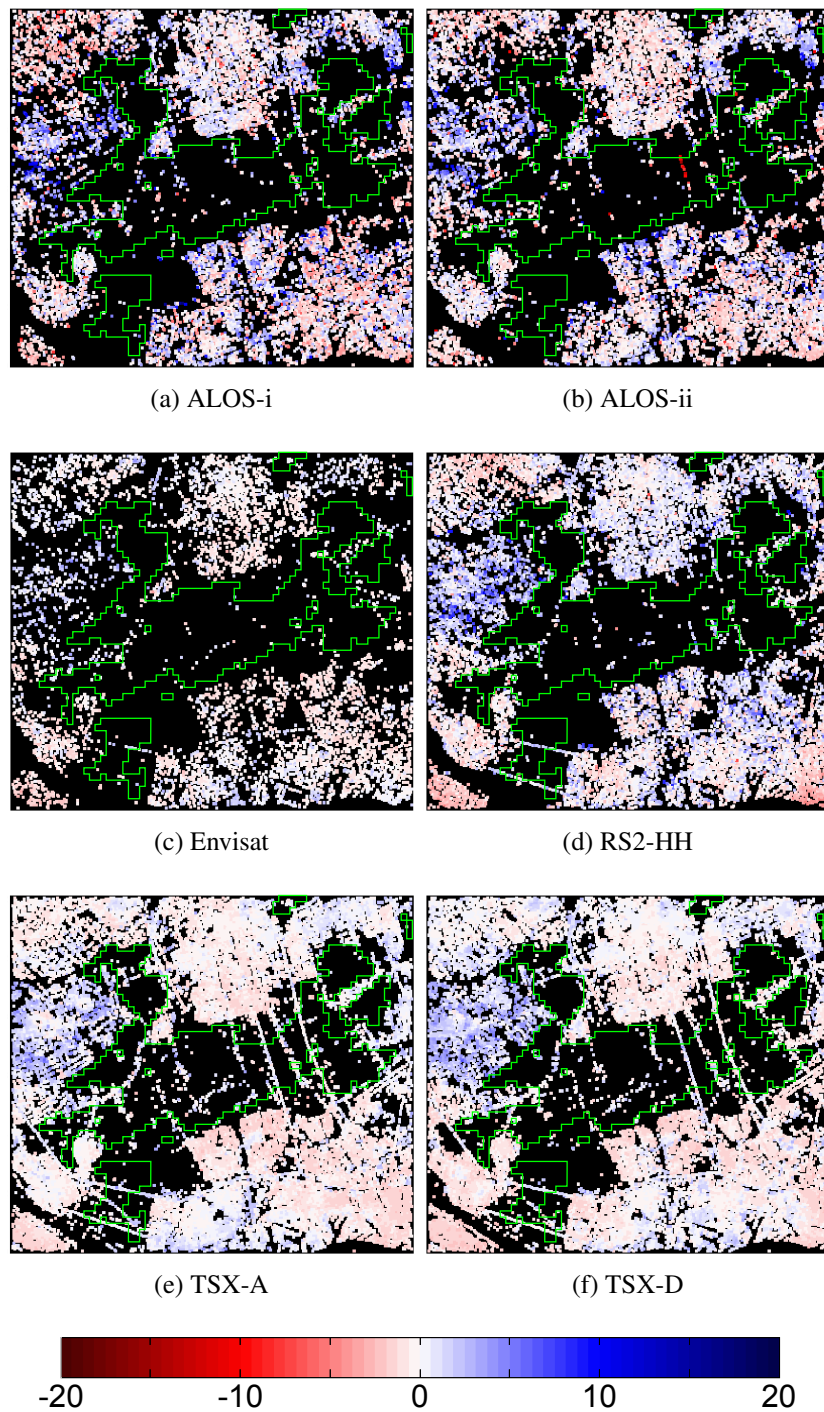 (a) ALOS-i
(b) ALOS-ii
(c) Envisat
(d) RS2-HH
(e) TSX-A
(f) TSX-D
-20 -10 0 10 20